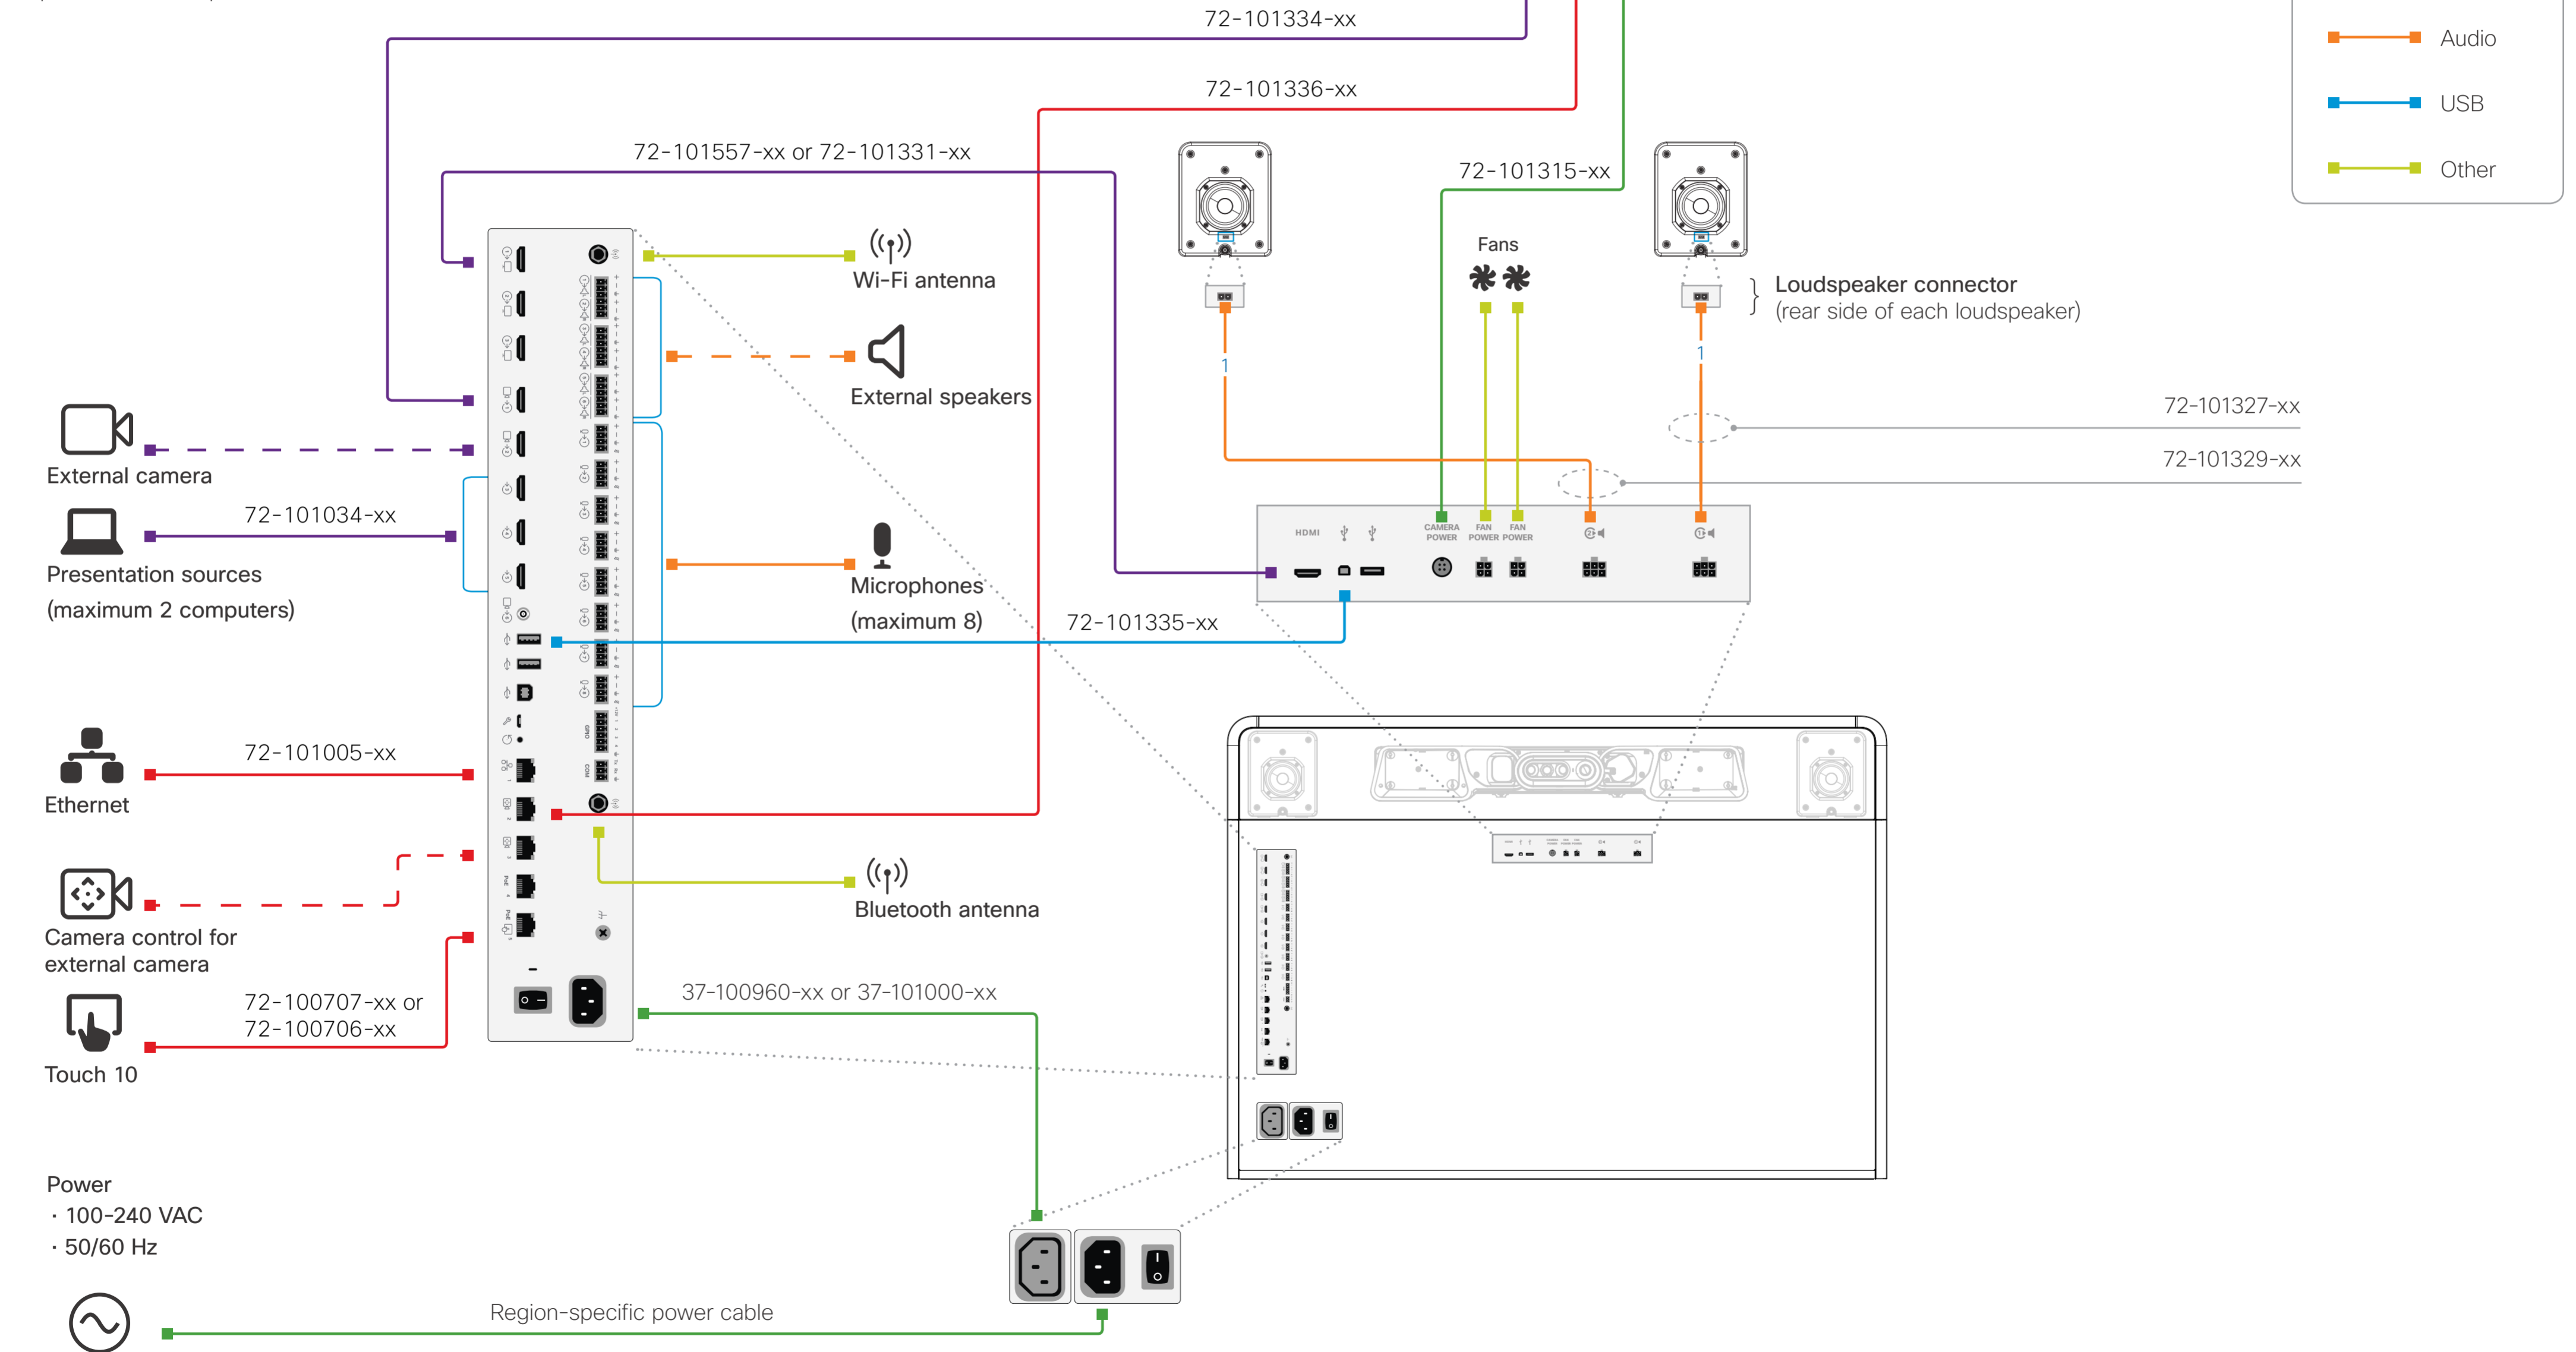 72-101334-xx
Audio
72-101336-xx
USB
72-101557-xx or 72-101331-xx
72-101315-xx
Other
Fans
Wi-Fi antenna
Loudspeaker connector
(rear side of each loudspeaker)
1
1
External speakers
72-101327-xx
72-101329-xx
External camera
72-101034-xx
Presentation sources
(maximum 2 computers)
Microphones
(maximum 8)
HDMI
CAMERA
POWER
FAN
POWER
FAN
POWER
72-101335-xx
72-101005-xx
Ethernet
GPIO
COM
PoE
PoE
Camera control for
external camera
Bluetooth antenna
72-100707-xx or
72-100706-xx
Touch 10
37-100960-xx or 37-101000-xx
Power
· 100-240 VAC
· 50/60 Hz
Region-specific power cable